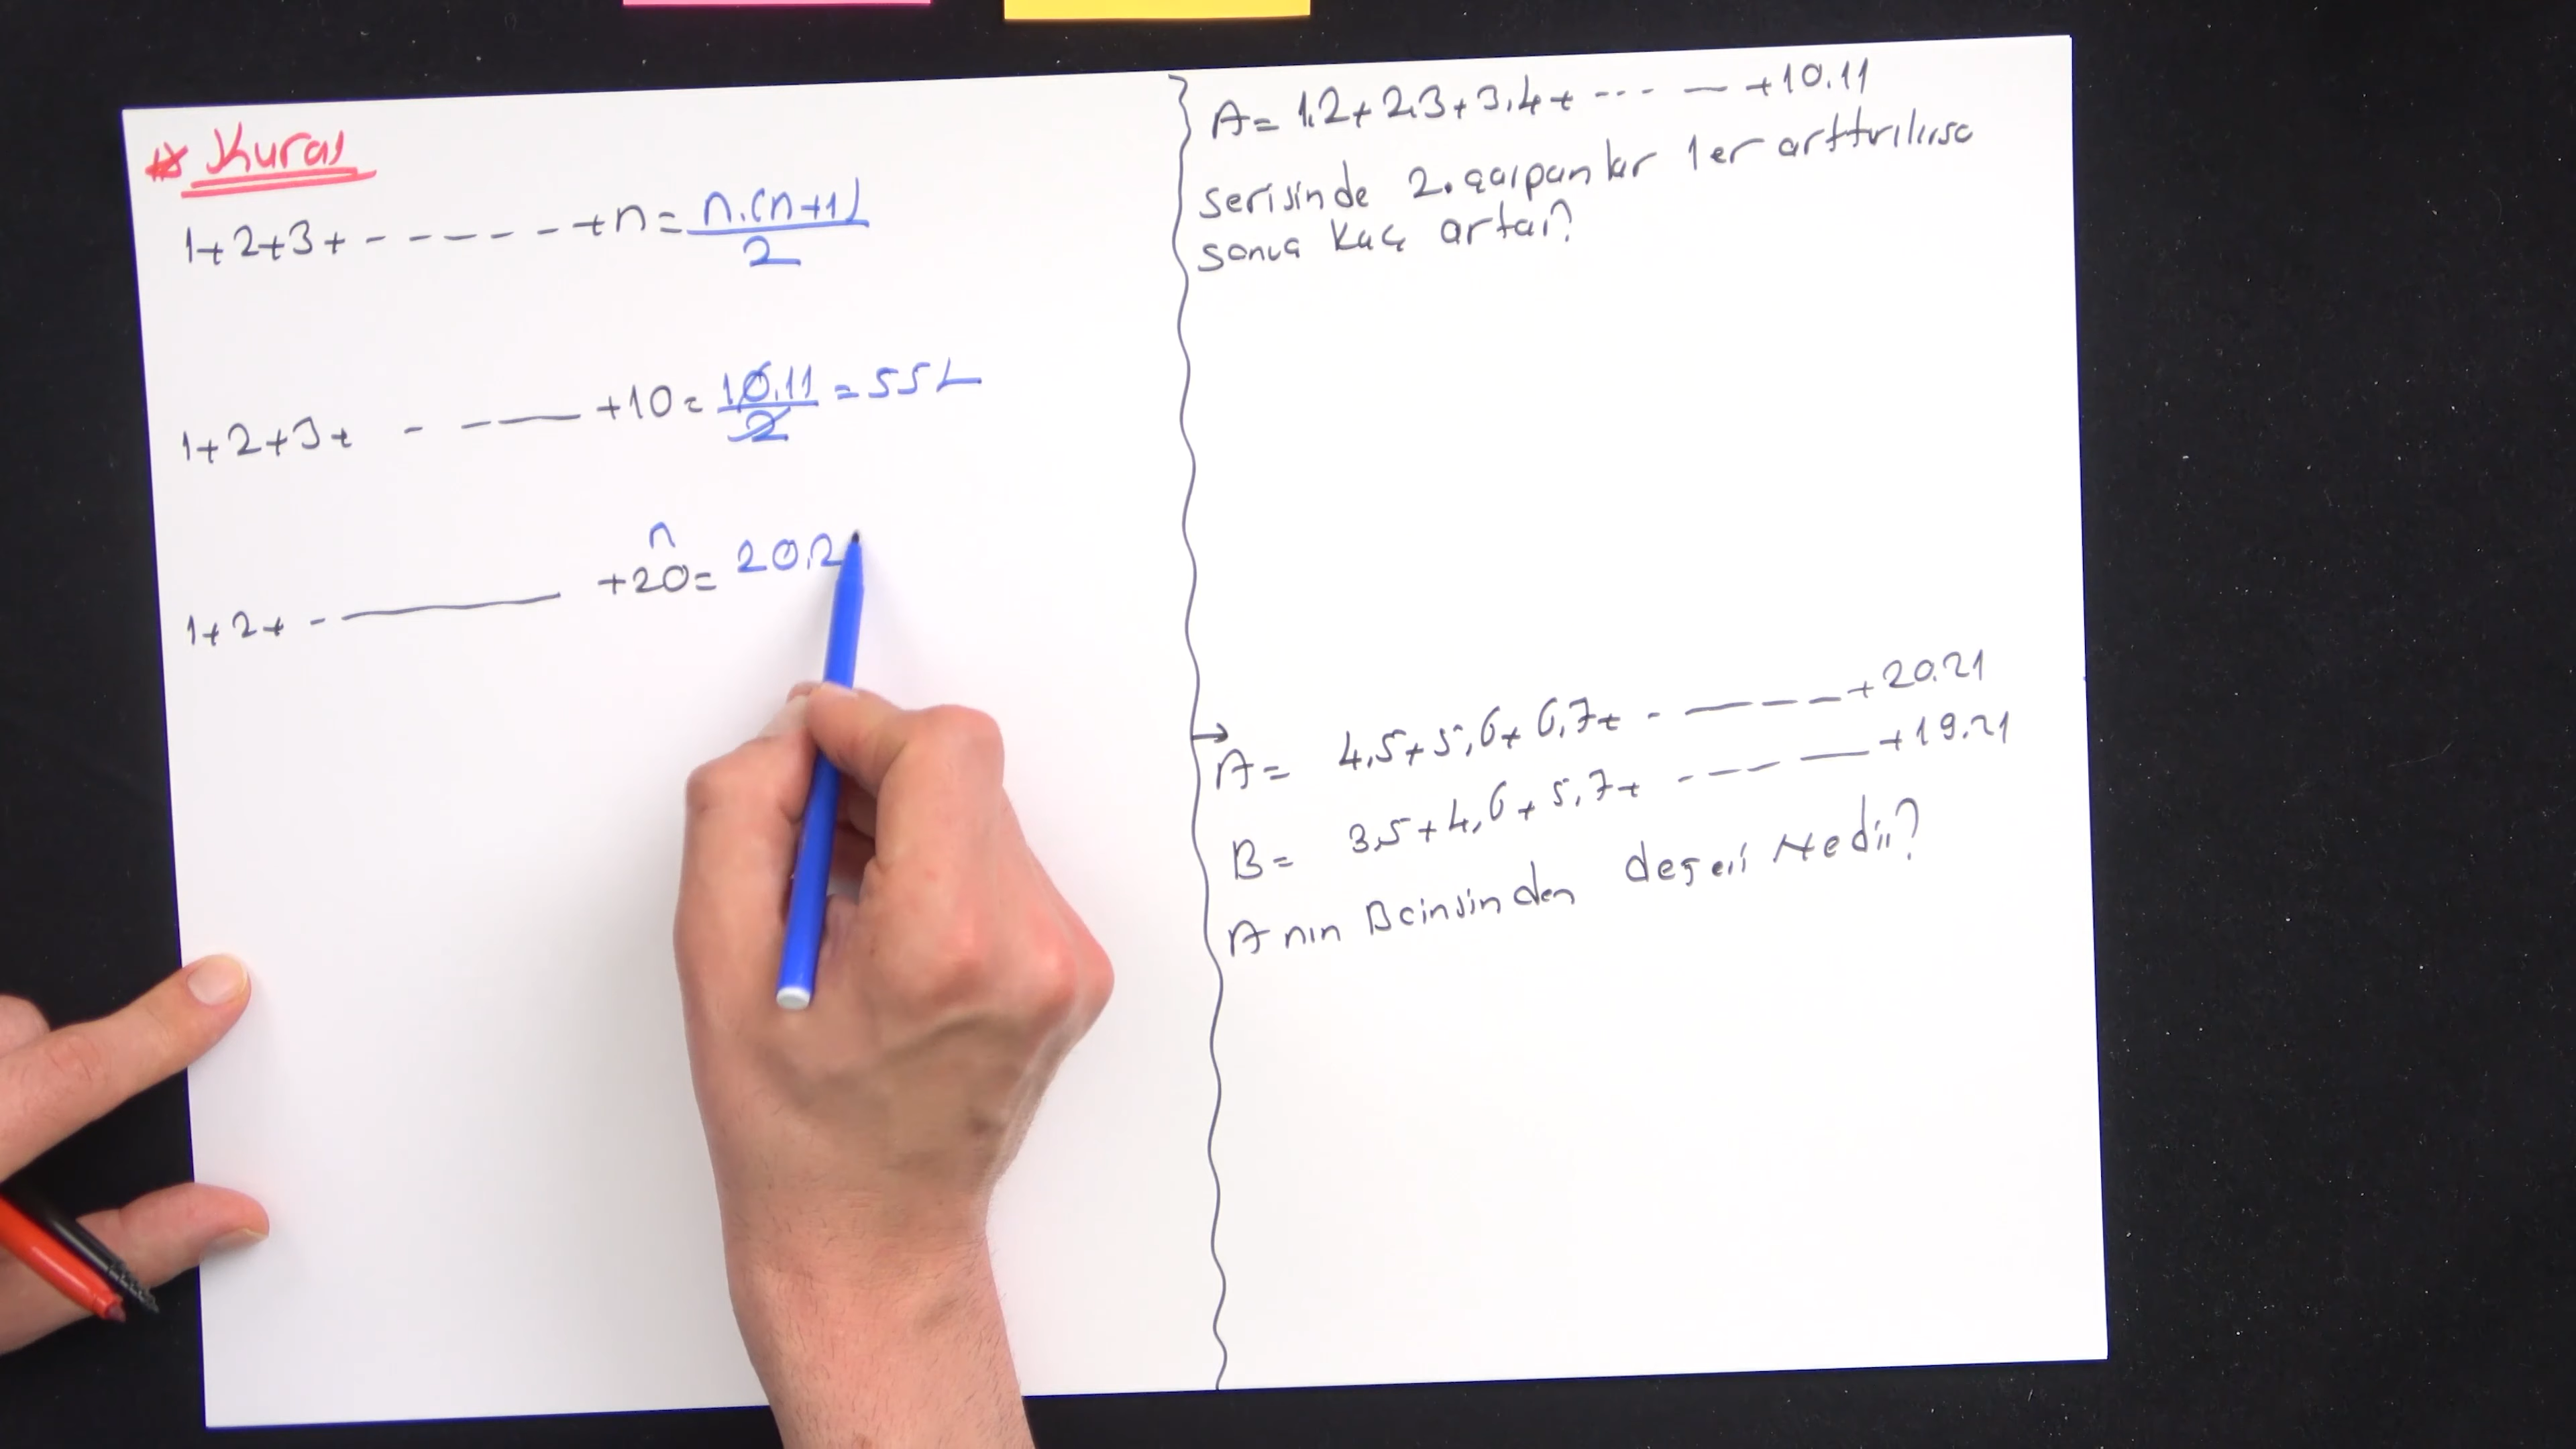 * Kural
1+2+3+ - - - - - - +n= n.(n+1) / 2
1+2+3+ - - — +10= 10.11 / 2 = 55
n
1+2+ - —— +20= 20.2
A= 1.2+2.3+3.4+ --- — +10.11
serisinde 2. çarpanlar 1er arttırılırsa
sonuç kaç artar?
→
A= 4.5+5.6+6.7+ - — — — — +20.21
B= 3.5+4.6+5.7+ - — — — +19.21
A nın B cinsinden değeri Nedir?